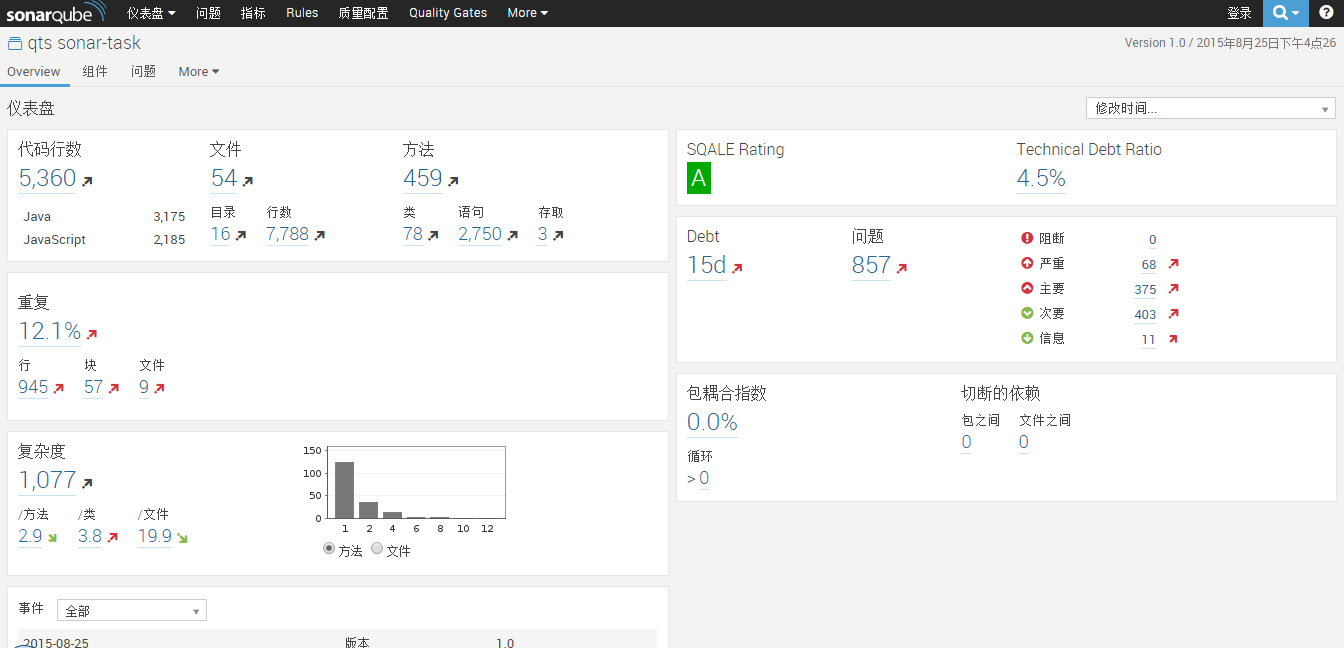 sonarqube 仪表盘 问题 指标 Rules 质量配置 Quality Gates More 登录
qts sonar-task
Version 1.0 / 2015年8月25日下午4点26
Overview 组件 问题 More
仪表盘
修改时间...
代码行数 文件 方法
5,360 54 459
Java 3,175
JavaScript 2,185
目录 行数
16 7,788
类 语句 存取
78 2,750 3
重复
12.1%
行 块 文件
945 57 9
复杂度
1,077
/方法 /类 /文件
2.9 3.8 19.9
150
100
50
0
1 2 4 6 8 10 12
方法 文件
事件 全部
2015-08-25 版本 1.0
SQALE Rating Technical Debt Ratio
A 4.5%
Debt 问题
15d 857
阻断 0
严重 68
主要 375
次要 403
信息 11
包耦合指数 切断的依赖
0.0%
包之间 文件之间
0 0
循环
> 0